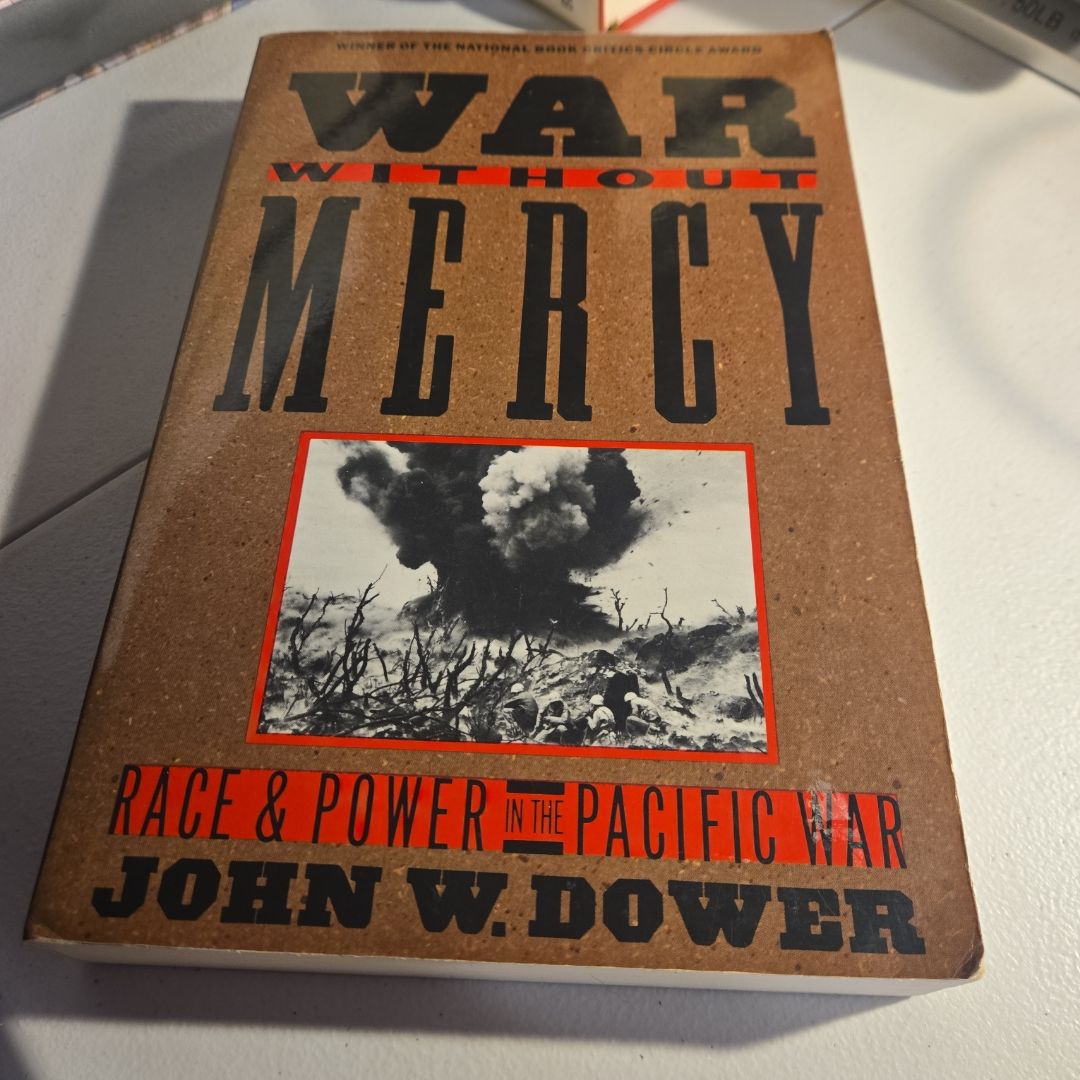 WINNER OF THE NATIONAL BOOK CRITICS CIRCLE AWARD
WAR
WITHOUT
MERCY
RACE & POWER IN THE PACIFIC WAR
JOHN W. DOWER
50LB